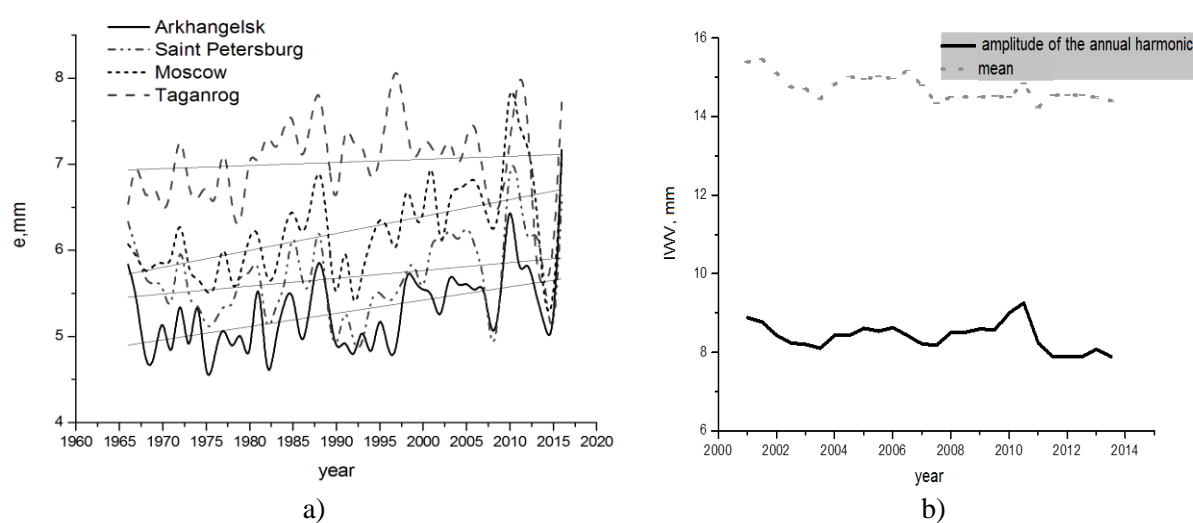 Arkhangelsk
Saint Petersburg
Moscow
Taganrog
8
7
6
5
4
e,mm
1960 1965 1970 1975 1980 1985 1990 1995 2000 2005 2010 2015 2020
year
a)
amplitude of the annual harmonic
mean
16
14
12
10
8
6
IWV, mm
2000 2002 2004 2006 2008 2010 2012 2014
year
b)